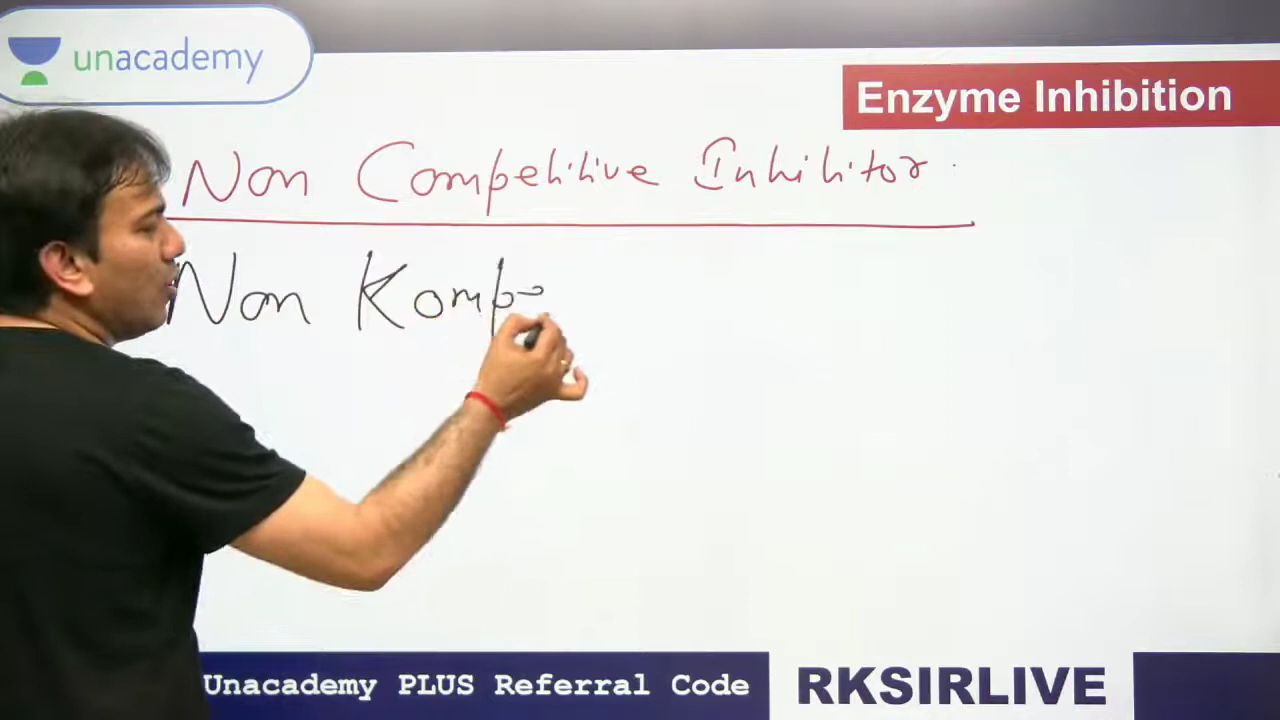 unacademy
Enzyme Inhibition
Non Competitive Inhibitor
Non Komp
Unacademy PLUS Referral Code
RKSIRLIVE